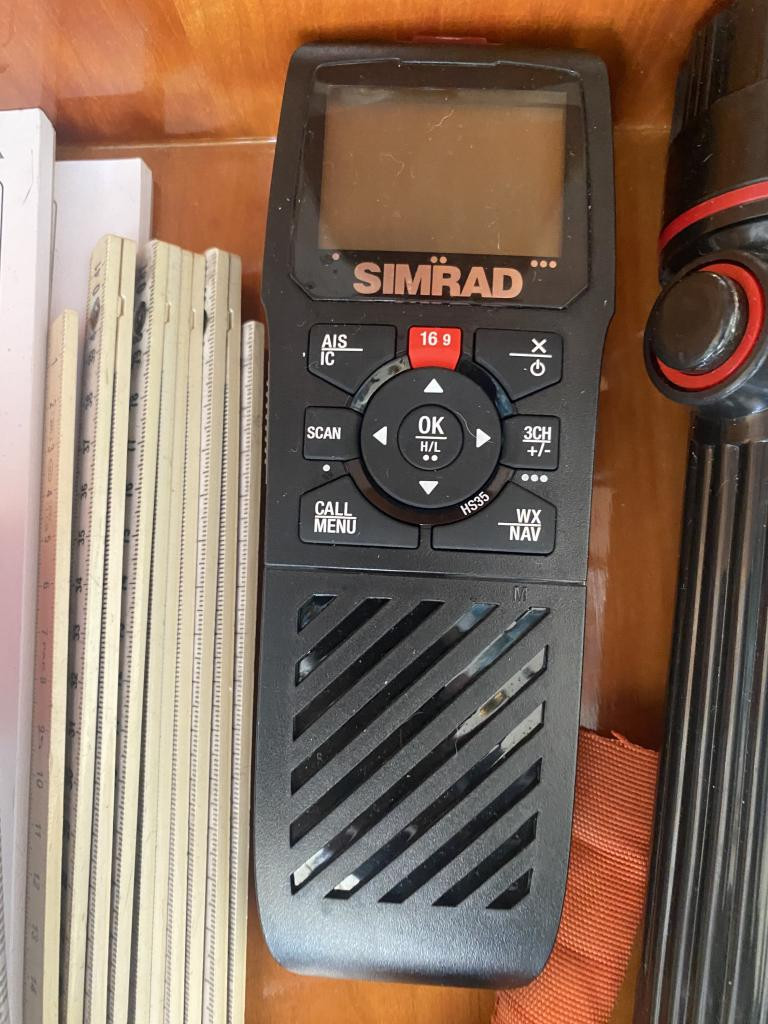 SIMRAD
AIS
IC
16 9
X
SCAN
OK
H/L
3CH
+/-
CALL
MENU
HS35
WX
NAV
M